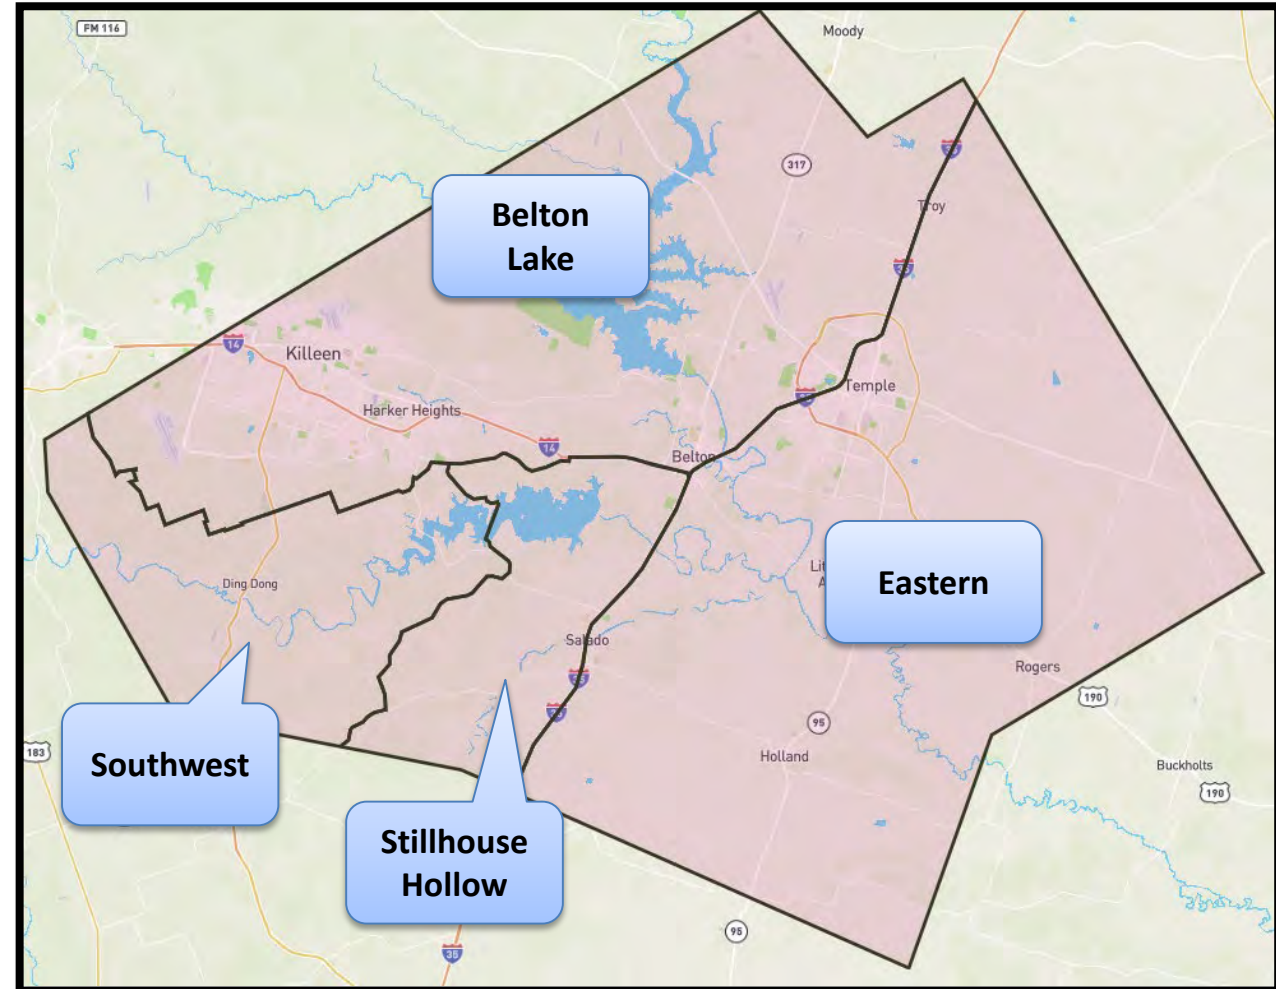 FM 116
Moody
317
Belton
Lake
Troy
14
Killeen
Harker Heights
14
Temple
Belton
Eastern
Ding Dong
Salado
Rogers
190
95
183
Southwest
Holland
Buckholts
190
Stillhouse
Hollow
95
35